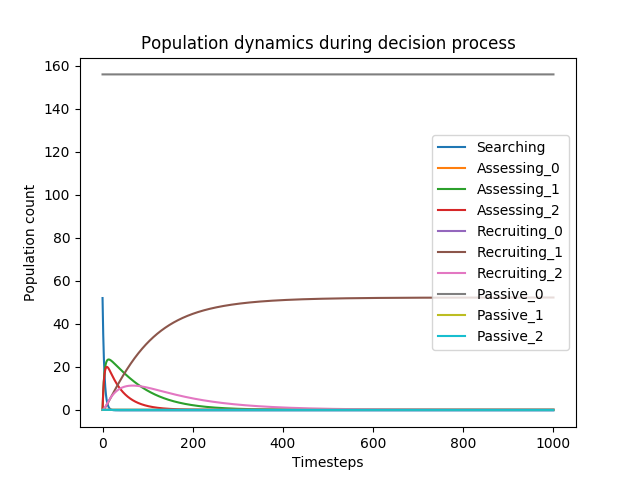 Population dynamics during decision process
160
140
120
100
80
60
40
20
0
Population count
Searching
Assessing_0
Assessing_1
Assessing_2
Recruiting_0
Recruiting_1
Recruiting_2
Passive_0
Passive_1
Passive_2
0 200 400 600 800 1000
Timesteps